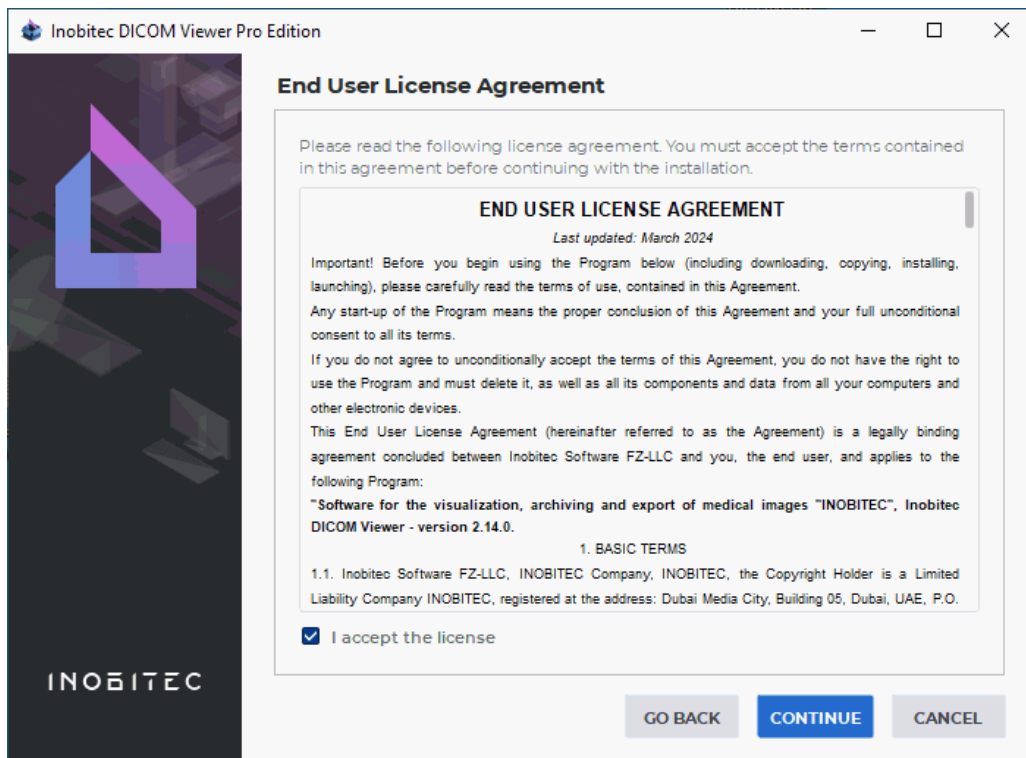 Inobitec DICOM Viewer Pro Edition
End User License Agreement
Please read the following license agreement. You must accept the terms contained
in this agreement before continuing with the installation.
END USER LICENSE AGREEMENT
Last updated: March 2024
Important! Before you begin using the Program below (including downloading, copying, installing,
launching), please carefully read the terms of use, contained in this Agreement.
Any start-up of the Program means the proper conclusion of this Agreement and your full unconditional
consent to all its terms.
If you do not agree to unconditionally accept the terms of this Agreement, you do not have the right to
use the Program and must delete it, as well as all its components and data from all your computers and
other electronic devices.
This End User License Agreement (hereinafter referred to as the Agreement) is a legally binding
agreement concluded between Inobitec Software FZ-LLC and you, the end user, and applies to the
following Program:
"Software for the visualization, archiving and export of medical images "INOBITEC", Inobitec
DICOM Viewer - version 2.14.0.
1. BASIC TERMS
1.1. Inobitec Software FZ-LLC, INOBITEC Company, INOBITEC, the Copyright Holder is a Limited
Liability Company INOBITEC, registered at the address: Dubai Media City, Building 05, Dubai, UAE, P.O.
I accept the license
INOBITEC
GO BACK
CONTINUE
CANCEL